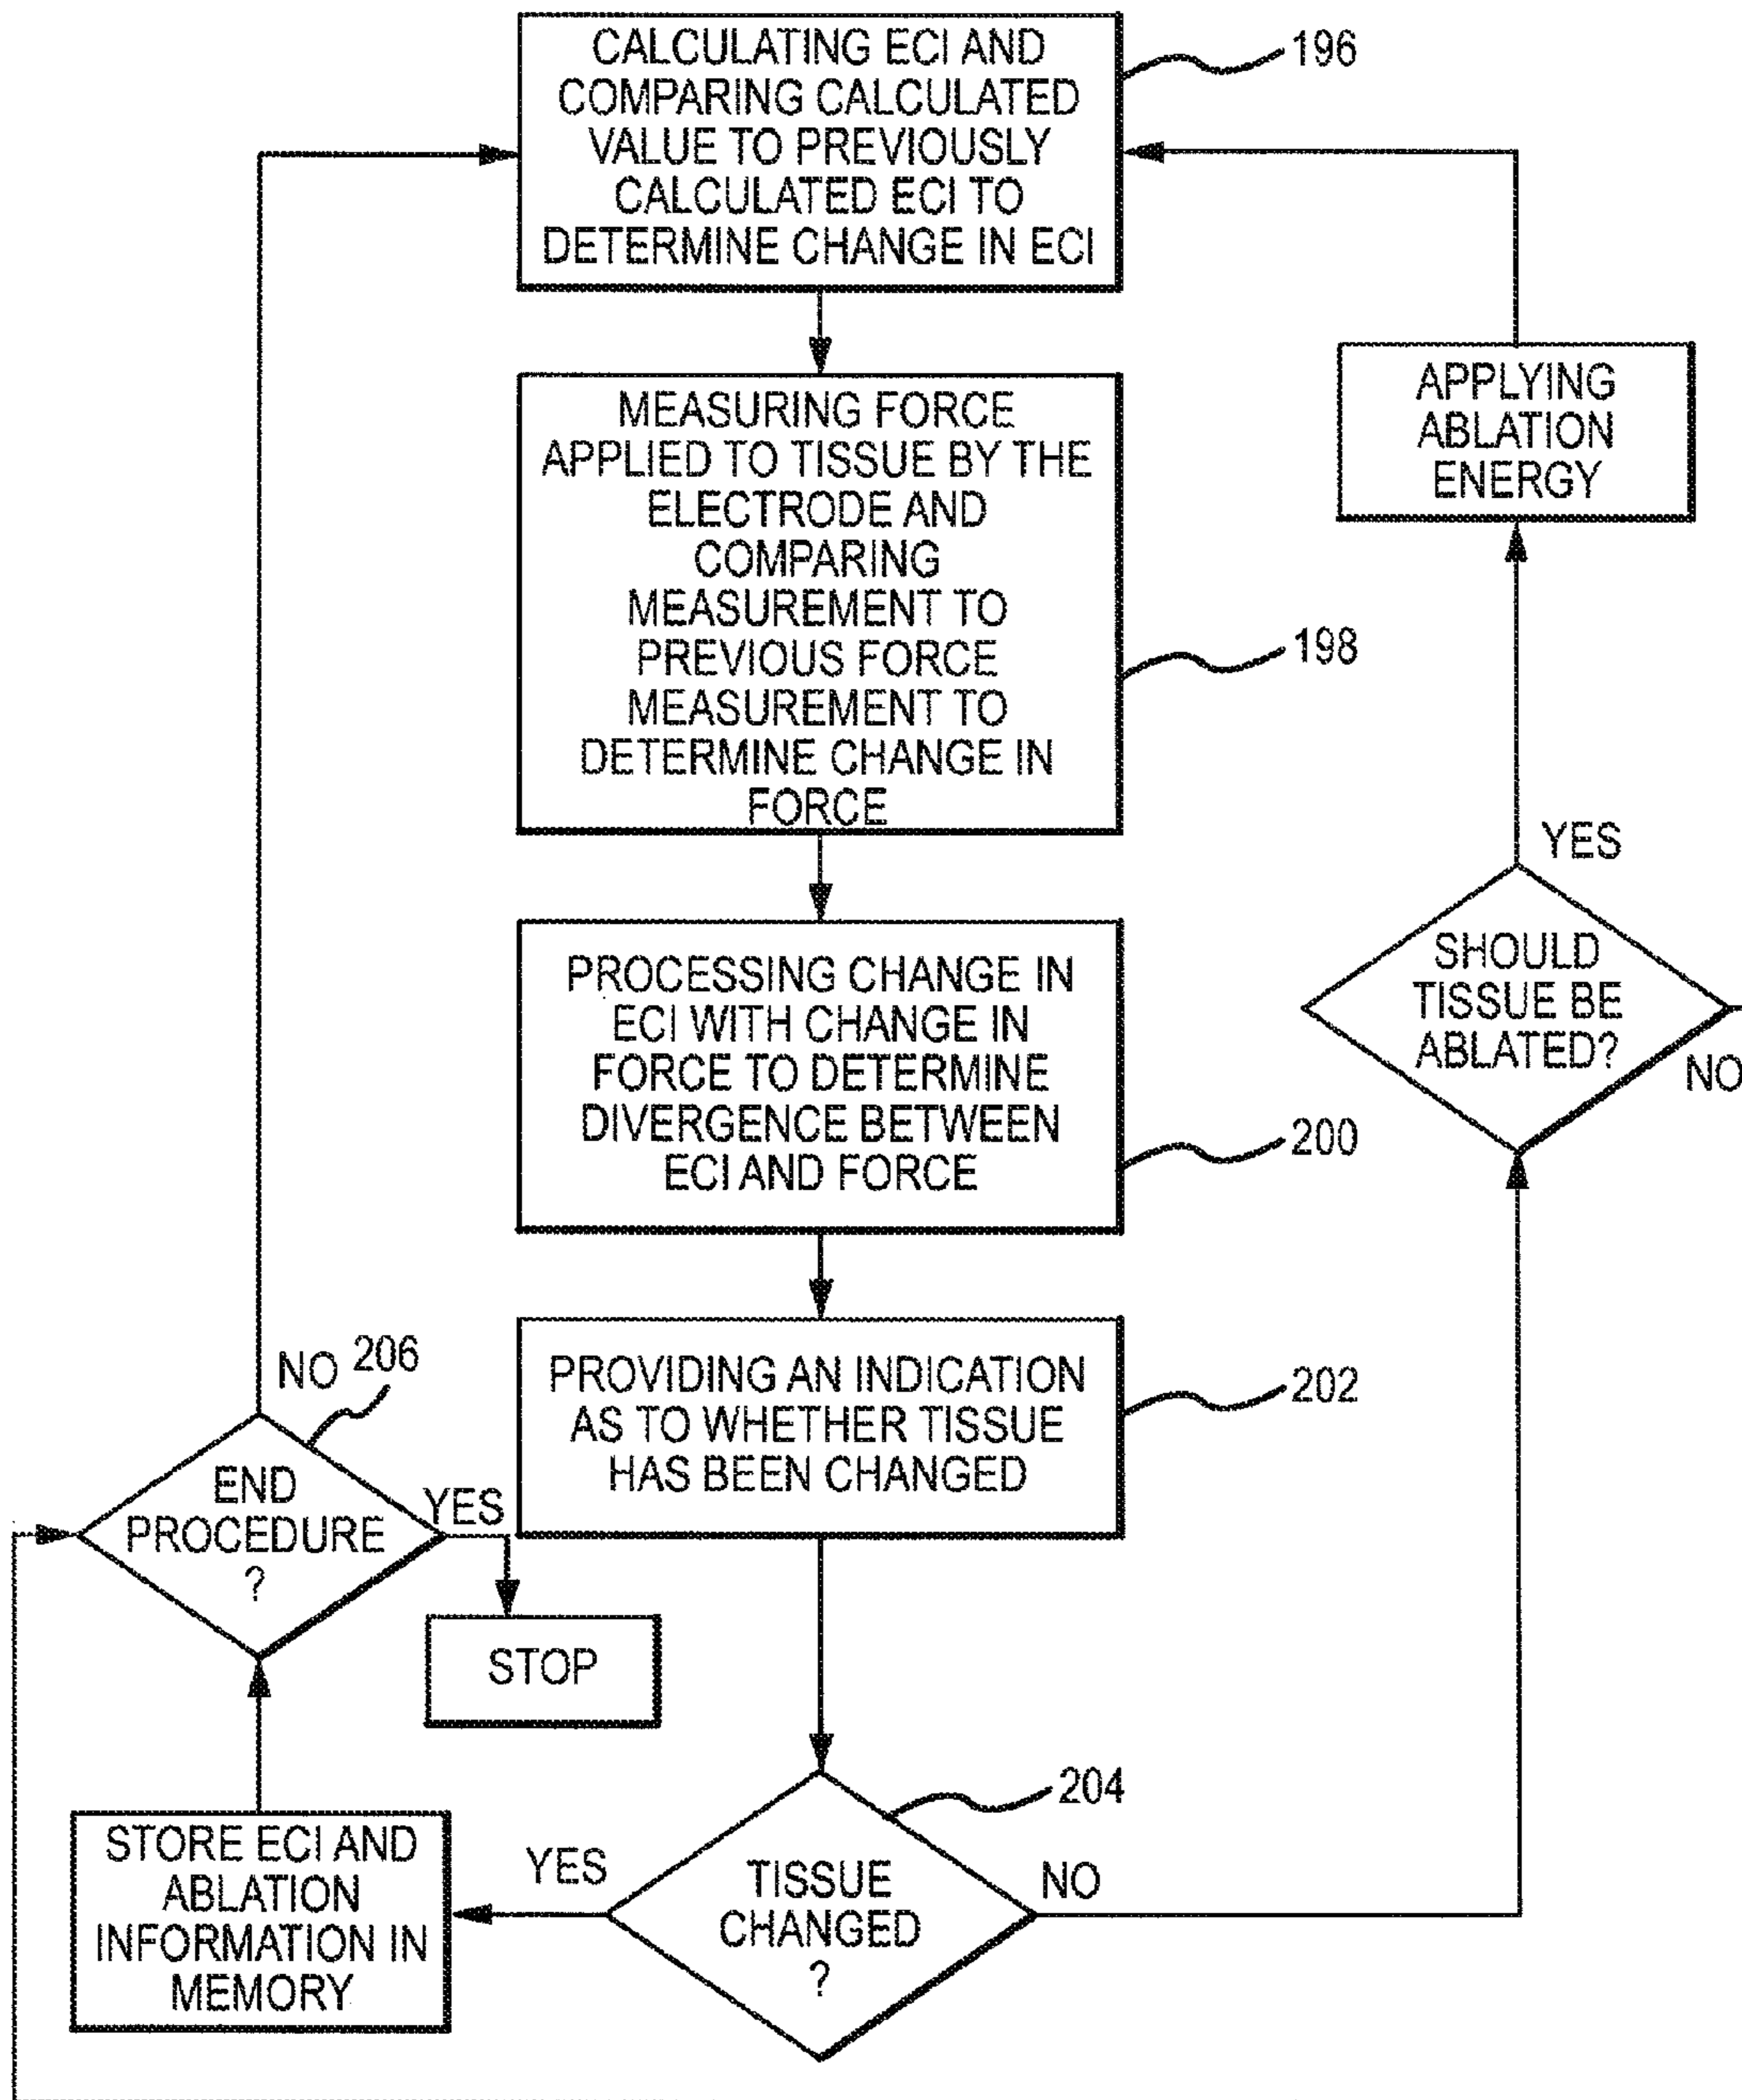 CALCULATING ECI AND
COMPARING CALCULATED
VALUE TO PREVIOUSLY
CALCULATED ECI TO
DETERMINE CHANGE IN ECI
196
MEASURING FORCE
APPLIED TO TISSUE BY THE
ELECTRODE AND
COMPARING
MEASUREMENT TO
PREVIOUS FORCE
MEASUREMENT TO
DETERMINE CHANGE IN
FORCE
198
APPLYING
ABLATION
ENERGY
YES
SHOULD
TISSUE BE
ABLATED?
NO
PROCESSING CHANGE IN
ECI WITH CHANGE IN
FORCE TO DETERMINE
DIVERGENCE BETWEEN
ECI AND FORCE
200
PROVIDING AN INDICATION
AS TO WHETHER TISSUE
HAS BEEN CHANGED
202
NO
206
END
PROCEDURE
?
YES
STOP
204
TISSUE
CHANGED
?
YES
NO
STORE ECI AND
ABLATION
INFORMATION IN
MEMORY